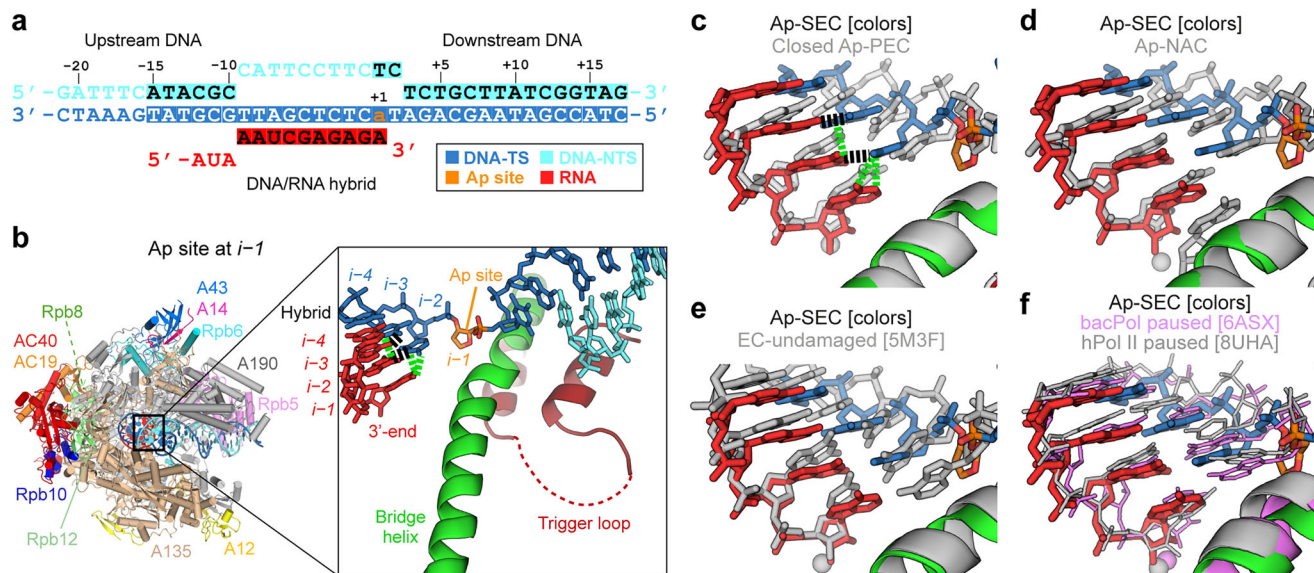 a
Upstream DNA
Downstream DNA
−20 −15 −10 +5 +10 +15
CATTCCTTCTC
5′ -GATTTCATACGC TCTGCTTATCGGTAG-3′
+1
3′ -CTAAAGTATGCGTTAGCTCTCaTAGACGAATAGCCATC-5′
AAUCGAGAGA 3′
5′ -AUA
DNA/RNA hybrid
DNA-TS DNA-NTS
Ap site RNA
b
Ap site at i−1
A43
A14
Rpb8
Rpb6
AC40
AC19
A190
Rpb5
Rpb10
Rpb12
A135
A12
i−4
i−3
i−2
Ap site
Hybrid
i−4
i−3
i−2
i−1
i−1
3′-end
Bridge
helix
Trigger loop
c
Ap-SEC [colors]
Closed Ap-PEC
d
Ap-SEC [colors]
Ap-NAC
e
Ap-SEC [colors]
EC-undamaged [5M3F]
f
Ap-SEC [colors]
bacPol paused [6ASX]
hPol II paused [8UHA]